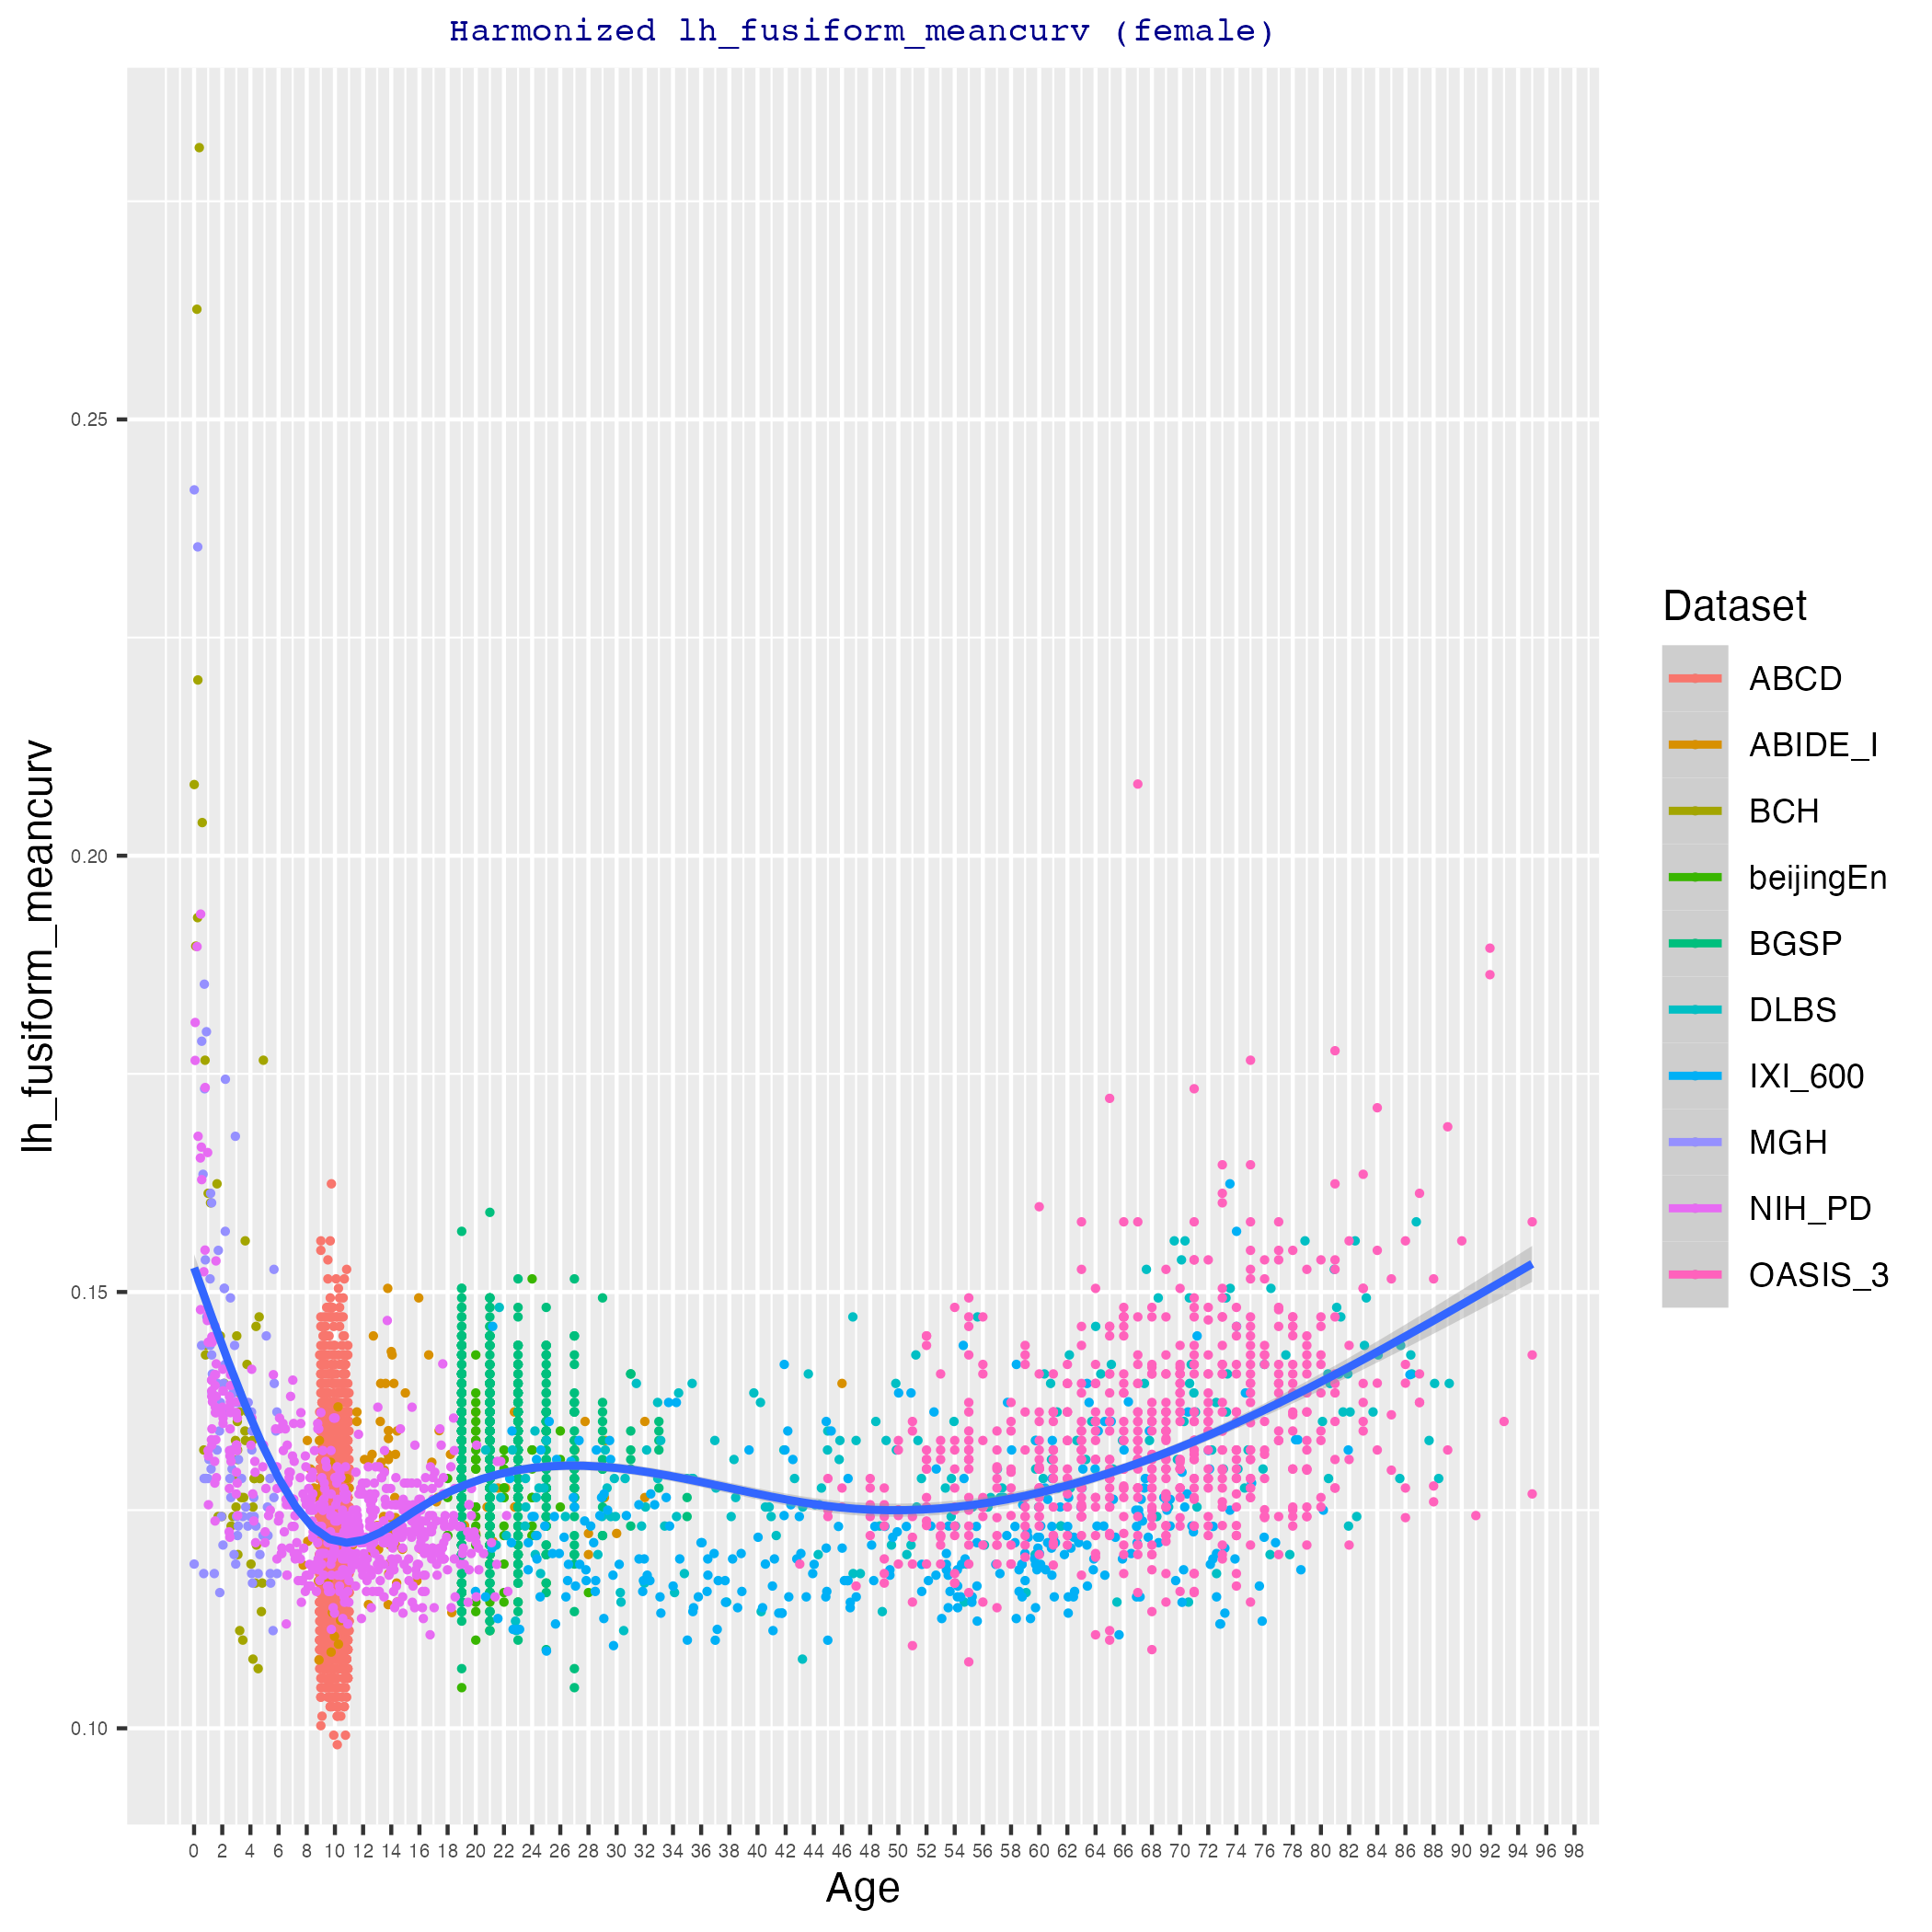 Harmonized lh_fusiform_meancurv (female)
lh_fusiform_meancurv
0.25
0.20
0.15
0.10
0 2 4 6 8 10 12 14 16 18 20 22 24 26 28 30 32 34 36 38 40 42 44 46 48 50 52 54 56 58 60 62 64 66 68 70 72 74 76 78 80 82 84 86 88 90 92 94 96 98
Age
Dataset
ABCD
ABIDE_I
BCH
beijingEn
BGSP
DLBS
IXI_600
MGH
NIH_PD
OASIS_3